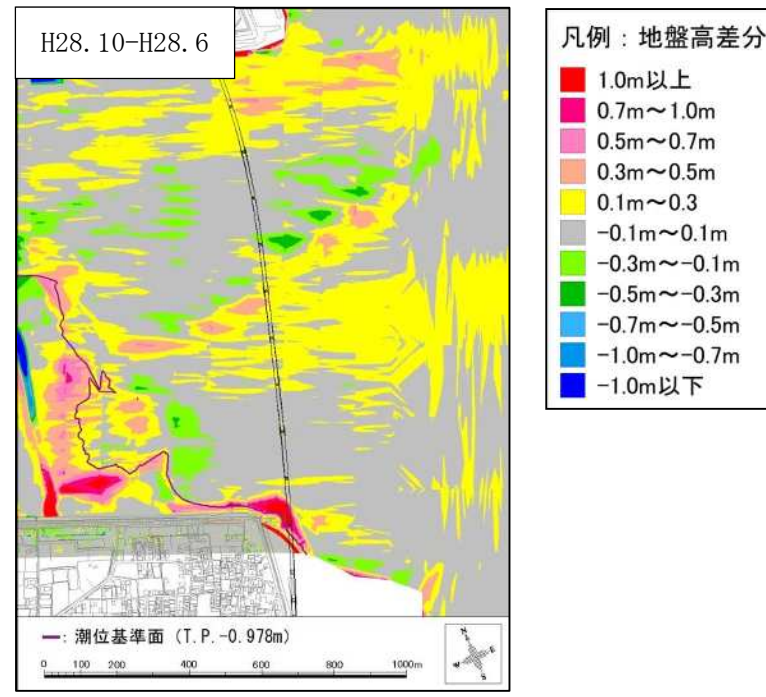 H28.10-H28.6
凡例：地盤高差分
1.0m以上
0.7m～1.0m
0.5m～0.7m
0.3m～0.5m
0.1m～0.3
-0.1m～0.1m
-0.3m～-0.1m
-0.5m～-0.3m
-0.7m～-0.5m
-1.0m～-0.7m
-1.0m以下
━: 潮位基準面 (T.P.-0.978m)
0 100 200 400 600 800 1000m
N
E
W
S